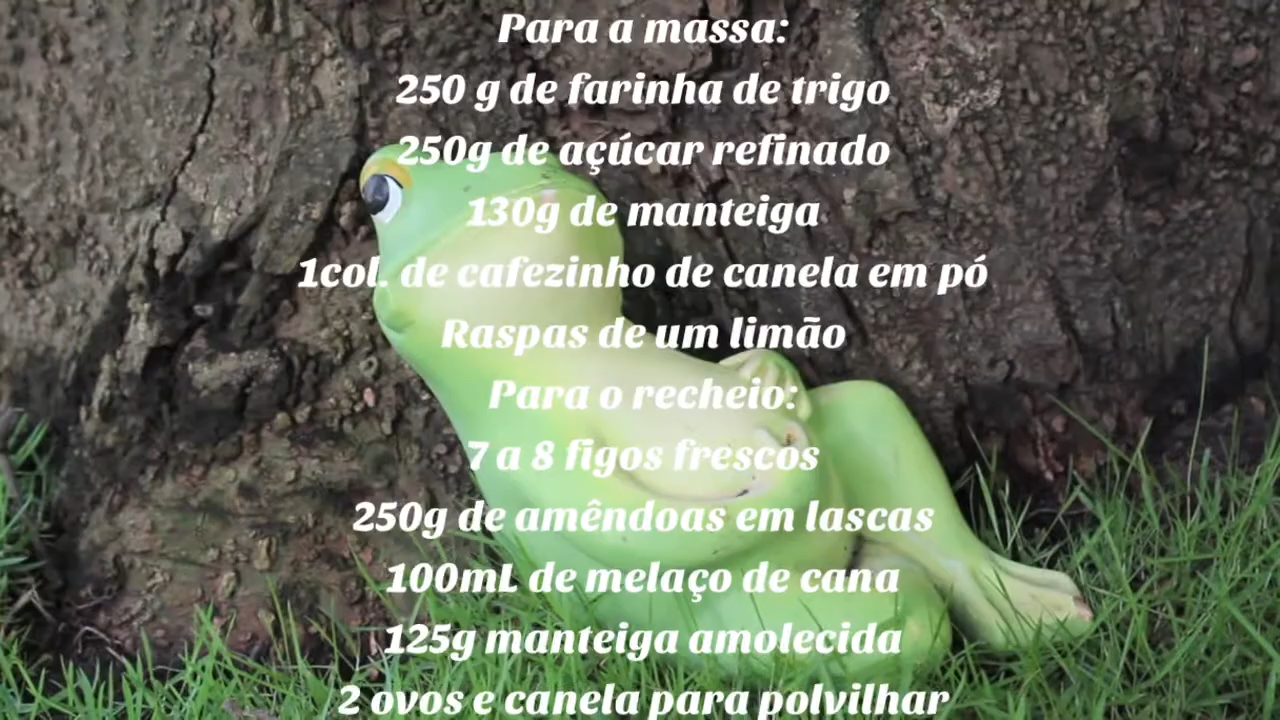 Para a massa:
250 g de farinha de trigo
250g de açúcar refinado
130g de manteiga
1col. de cafezinho de canela em pó
Raspas de um limão
Para o recheio:
7 a 8 figos frescos
250g de amêndoas em lascas
100mL de melaço de cana
125g manteiga amolecida
2 ovos e canela para polvilhar